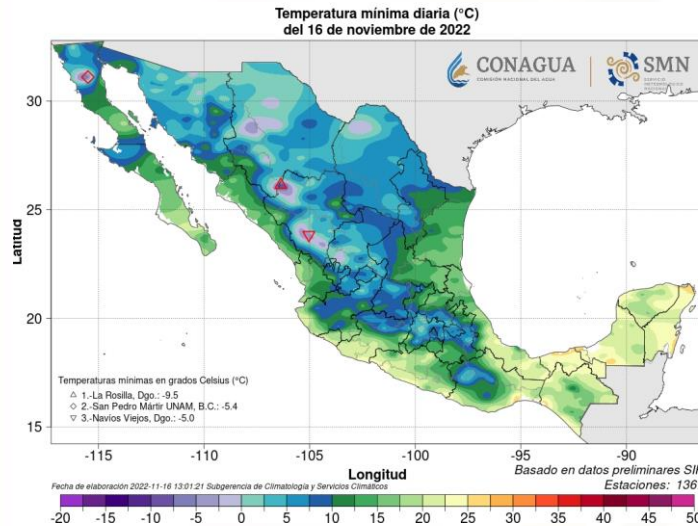 Temperatura mínima diaria (°C)
del 16 de noviembre de 2022
CONAGUA
COMISIÓN NACIONAL DEL AGUA
SMN
SERVICIO
METEOROLÓGICO
NACIONAL
30
25
20
15
Latitud
Temperaturas mínimas en grados Celsius (°C)
1.-La Rosilla, Dgo.: -9.5
2.-San Pedro Mártir UNAM, B.C.: -5.4
3.-Navíos Viejos, Dgo.: -5.0
-115 -110 -105 -100 -95 -90
Longitud
Basado en datos preliminares SI
Fecha de elaboración 2022-11-16 13:01:21 Subgerencia de Climatología y Servicios Climáticos
Estaciones: 136
-20 -15 -10 -5 0 5 10 15 20 25 30 35 40 45 50